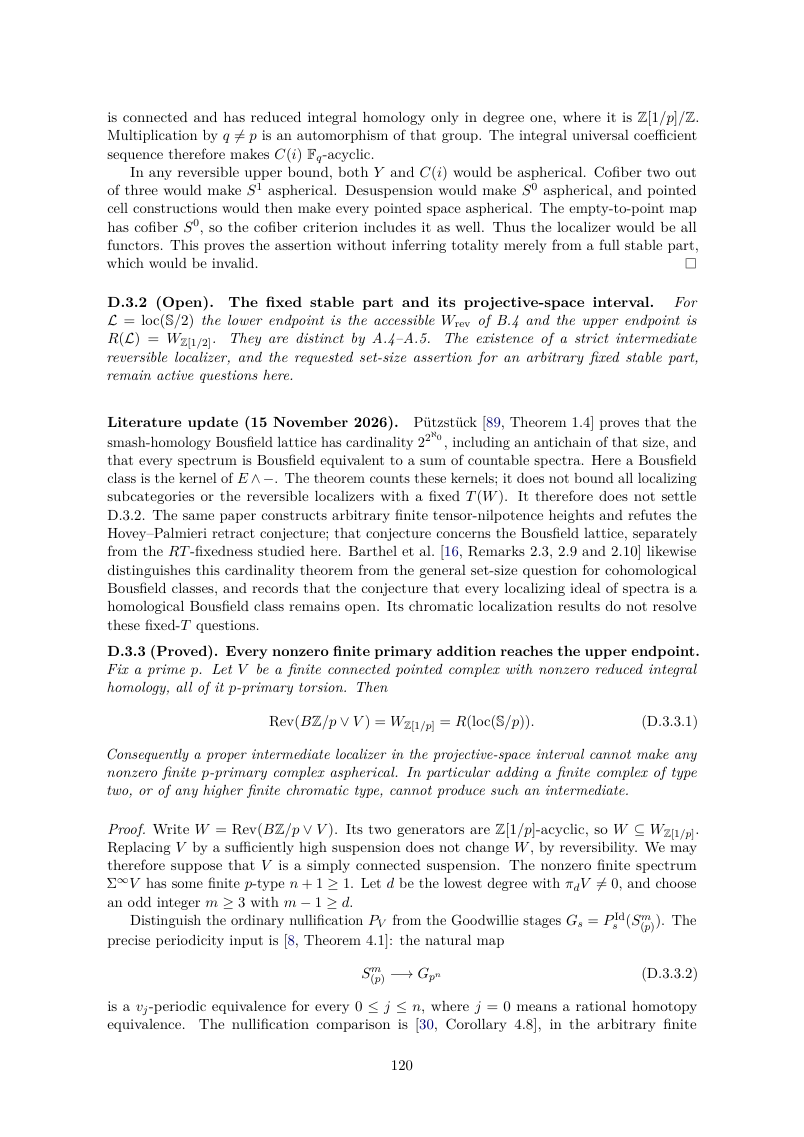 is connected and has reduced integral homology only in degree one, where it is ℤ[1/p]/ℤ.
Multiplication by q ≠ p is an automorphism of that group. The integral universal coefficient
sequence therefore makes C(i) 𝔽_q-acyclic.
In any reversible upper bound, both Y and C(i) would be aspherical. Cofiber two out
of three would make S^1 aspherical. Desuspension would make S^0 aspherical, and pointed
cell constructions would then make every pointed space aspherical. The empty-to-point map
has cofiber S^0, so the cofiber criterion includes it as well. Thus the localizer would be all
functors. This proves the assertion without inferring totality merely from a full stable part,
which would be invalid. □
D.3.2 (Open). The fixed stable part and its projective-space interval. For
ℒ = loc(𝕊/2) the lower endpoint is the accessible W_rev of B.4 and the upper endpoint is
R(ℒ) = W_{ℤ[1/2]}. They are distinct by A.4–A.5. The existence of a strict intermediate
reversible localizer, and the requested set-size assertion for an arbitrary fixed stable part,
remain active questions here.
Literature update (15 November 2026). Pützstück [89, Theorem 1.4] proves that the
smash-homology Bousfield lattice has cardinality 2^{2^{ℵ_0}}, including an antichain of that size, and
that every spectrum is Bousfield equivalent to a sum of countable spectra. Here a Bousfield
class is the kernel of E ∧ −. The theorem counts these kernels; it does not bound all localizing
subcategories or the reversible localizers with a fixed T(W). It therefore does not settle
D.3.2. The same paper constructs arbitrary finite tensor-nilpotence heights and refutes the
Hovey–Palmieri retract conjecture; that conjecture concerns the Bousfield lattice, separately
from the RT-fixedness studied here. Barthel et al. [16, Remarks 2.3, 2.9 and 2.10] likewise
distinguishes this cardinality theorem from the general set-size question for cohomological
Bousfield classes, and records that the conjecture that every localizing ideal of spectra is a
homological Bousfield class remains open. Its chromatic localization results do not resolve
these fixed-T questions.
D.3.3 (Proved). Every nonzero finite primary addition reaches the upper endpoint.
Fix a prime p. Let V be a finite connected pointed complex with nonzero reduced integral
homology, all of it p-primary torsion. Then
Rev(Bℤ/p ∨ V) = W_{ℤ[1/p]} = R(loc(𝕊/p)). (D.3.3.1)
Consequently a proper intermediate localizer in the projective-space interval cannot make any
nonzero finite p-primary complex aspherical. In particular adding a finite complex of type
two, or of any higher finite chromatic type, cannot produce such an intermediate.
Proof. Write W = Rev(Bℤ/p ∨ V). Its two generators are ℤ[1/p]-acyclic, so W ⊆ W_{ℤ[1/p]}.
Replacing V by a sufficiently high suspension does not change W, by reversibility. We may
therefore suppose that V is a simply connected suspension. The nonzero finite spectrum
Σ^∞V has some finite p-type n + 1 ≥ 1. Let d be the lowest degree with π_dV ≠ 0, and choose
an odd integer m ≥ 3 with m − 1 ≥ d.
Distinguish the ordinary nullification P_V from the Goodwillie stages G_s = P_s^{Id}(S^m_{(p)}). The
precise periodicity input is [8, Theorem 4.1]: the natural map
S^m_{(p)} ⟶ G_{p^n} (D.3.3.2)
is a v_j-periodic equivalence for every 0 ≤ j ≤ n, where j = 0 means a rational homotopy
equivalence. The nullification comparison is [30, Corollary 4.8], in the arbitrary finite
120